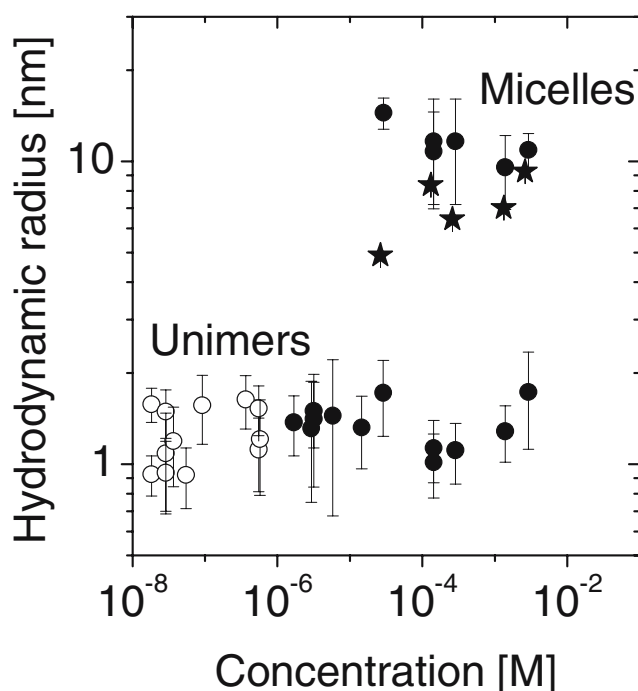 Hydrodynamic radius [nm]
10
1
Micelles
Unimers
10⁻⁸
10⁻⁶
10⁻⁴
10⁻²
Concentration [M]